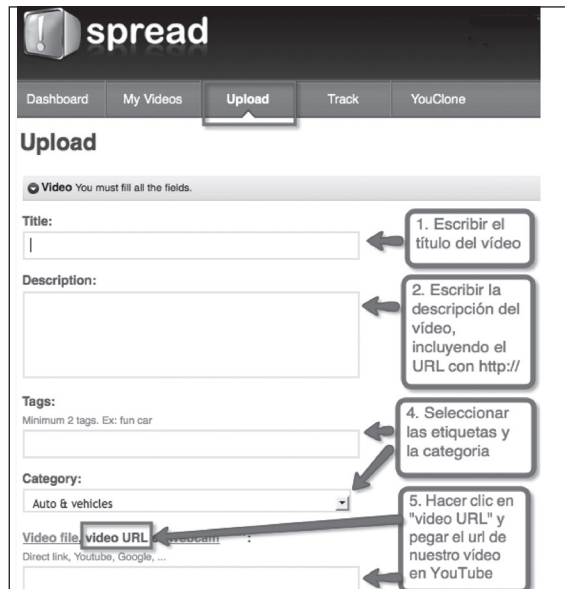 spread
Dashboard My Videos Upload Track YouClone
Upload
Video You must fill all the fields.
Title:
1. Escribir el
título del vídeo
Description:
2. Escribir la
descripción del
vídeo,
incluyendo el
URL con http://
Tags:
Minimum 2 tags. Ex: fun car
4. Seleccionar
las etiquetas y
la categoria
Category:
Auto & vehicles
5. Hacer clic en
"video URL" y
pegar el url de
nuestro vídeo
en YouTube
Video file, video URL webcam :
Direct link, Youtube, Google, ...